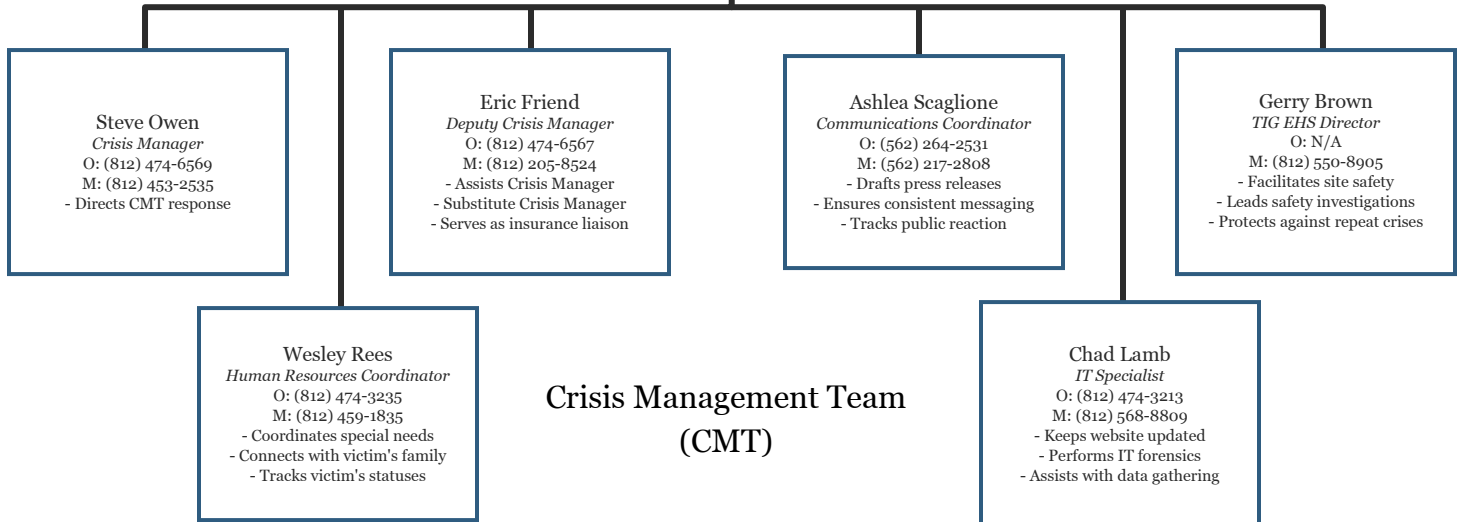 Steve Owen
Crisis Manager
O: (812) 474-6569
M: (812) 453-2535
- Directs CMT response
Eric Friend
Deputy Crisis Manager
O: (812) 474-6567
M: (812) 205-8524
- Assists Crisis Manager
- Substitute Crisis Manager
- Serves as insurance liaison
Ashlea Scaglione
Communications Coordinator
O: (562) 264-2531
M: (562) 217-2808
- Drafts press releases
- Ensures consistent messaging
- Tracks public reaction
Gerry Brown
TIG EHS Director
O: N/A
M: (812) 550-8905
- Facilitates site safety
- Leads safety investigations
- Protects against repeat crises
Wesley Rees
Human Resources Coordinator
O: (812) 474-3235
M: (812) 459-1835
- Coordinates special needs
- Connects with victim's family
- Tracks victim's statuses
Crisis Management Team
(CMT)
Chad Lamb
IT Specialist
O: (812) 474-3213
M: (812) 568-8809
- Keeps website updated
- Performs IT forensics
- Assists with data gathering